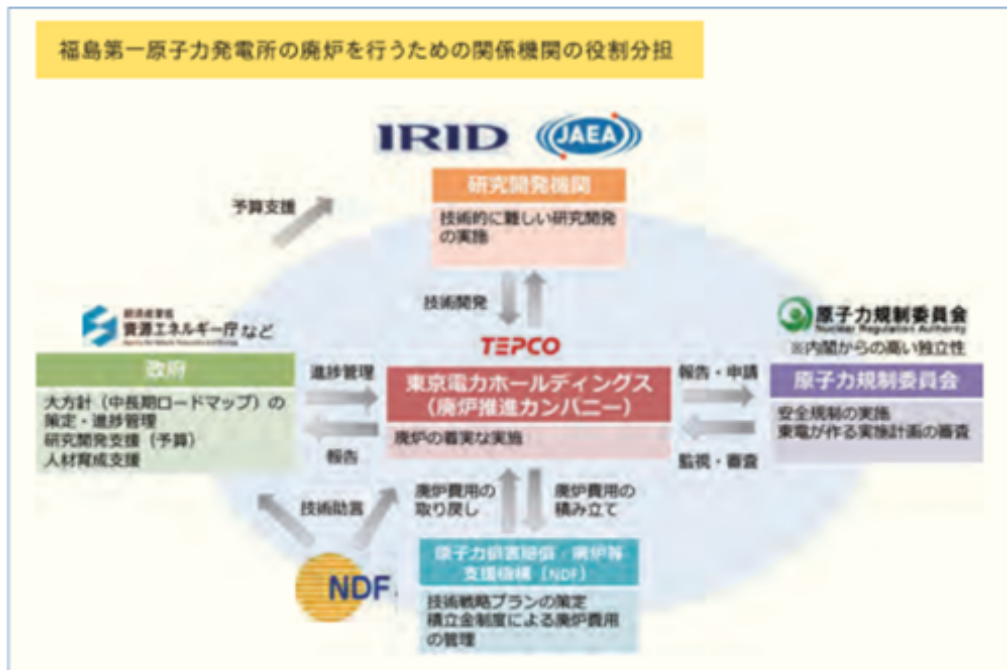 福島第一原子力発電所の廃炉を行うための関係機関の役割分担
IRID
JAEA
研究開発機関
技術的に難しい研究開発
の実施
予算支援
技術開発
経済産業省
資源エネルギー庁など
政府
大方針（中長期ロードマップ）の
策定・進捗管理
研究開発支援（予算）
人材育成支援
進捗管理
報告
TEPCO
東京電力ホールディングス
（廃炉推進カンパニー）
廃炉の着実な実施
報告・申請
監視・審査
原子力規制委員会
Nuclear Regulation Authority
※内閣からの高い独立性
原子力規制委員会
安全規制の実施
東電が作る実施計画の審査
技術助言
廃炉費用の
取り戻し
廃炉費用の
積み立て
NDF
原子力損害賠償・廃炉等
支援機構（NDF）
技術戦略プランの策定
積立金制度による廃炉費用
の管理